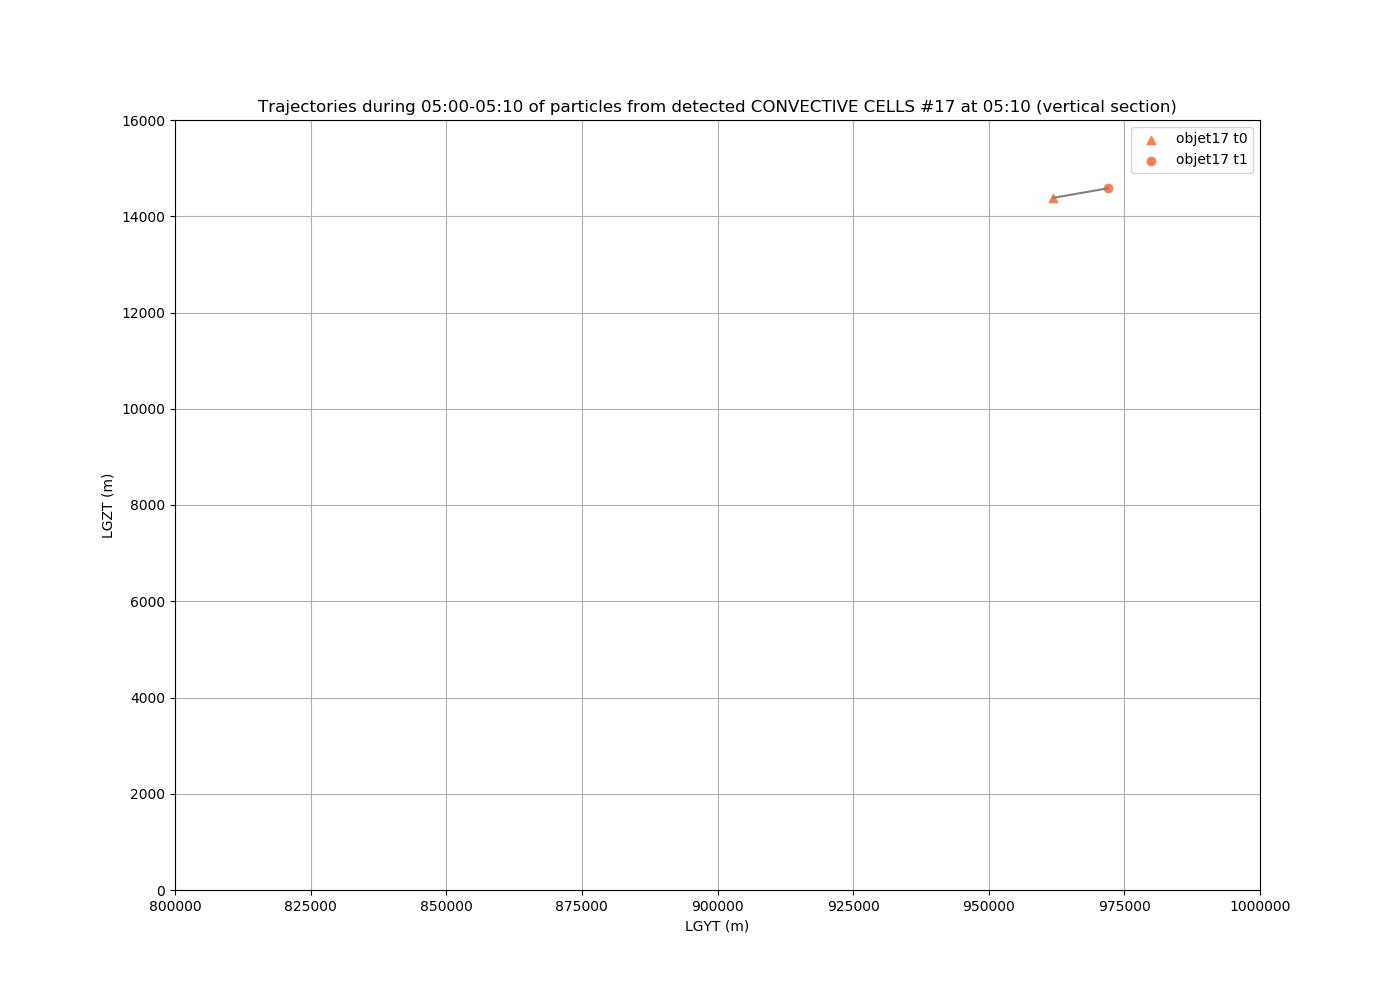 Trajectories during 05:00-05:10 of particles from detected CONVECTIVE CELLS #17 at 05:10 (vertical section)
objet17 t0
objet17 t1
16000
14000
12000
10000
8000
6000
4000
2000
0
LGZT (m)
800000 825000 850000 875000 900000 925000 950000 975000 1000000
LGYT (m)